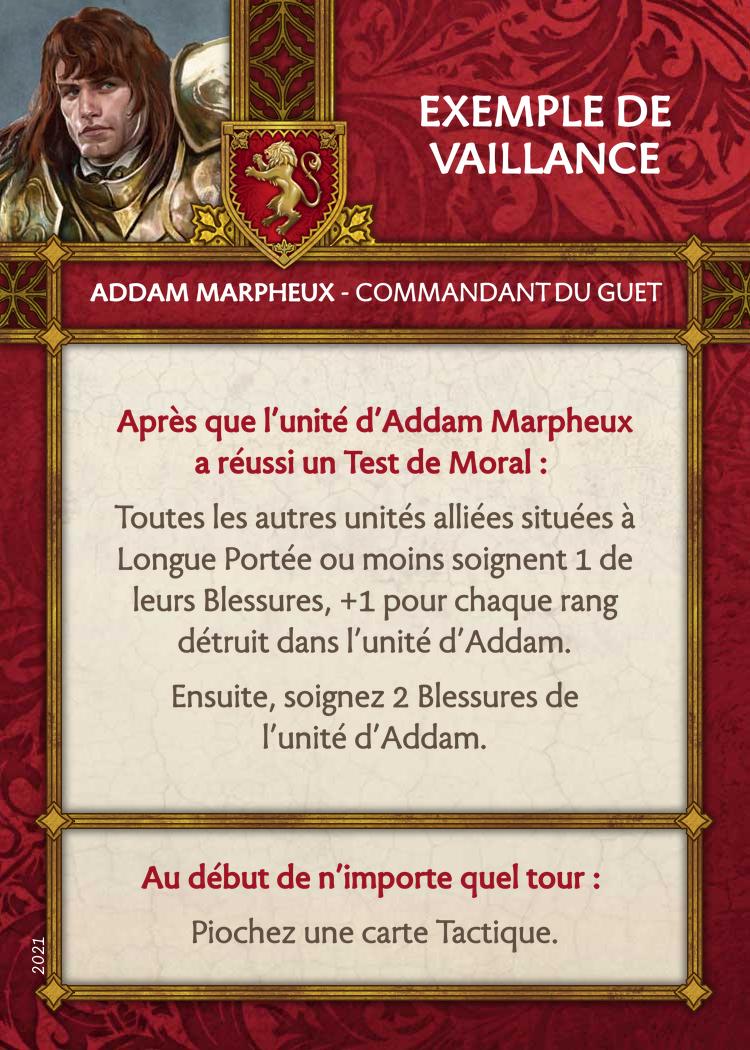 EXEMPLE DE
VAILLANCE
ADDAM MARPHEUX - COMMANDANT DU GUET
Après que l'unité d'Addam Marpheux
a réussi un Test de Moral :
Toutes les autres unités alliées situées à
Longue Portée ou moins soignent 1 de
leurs Blessures, +1 pour chaque rang
détruit dans l'unité d'Addam.
Ensuite, soignez 2 Blessures de
l'unité d'Addam.
Au début de n'importe quel tour :
Piochez une carte Tactique.
2021